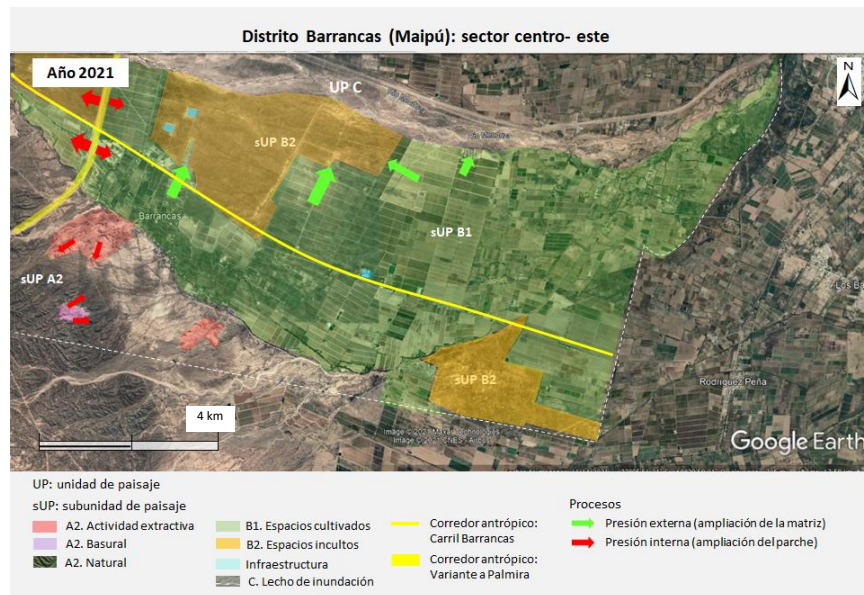 Distrito Barrancas (Maipú): sector centro- este
Año 2021
N
UP C
sUP B2
Barrancas
sUP B1
sUP A2
sUP B2
Rodríguez Peña
4 km
Google Earth
UP: unidad de paisaje
sUP: subunidad de paisaje
A2. Actividad extractiva
A2. Basural
A2. Natural
B1. Espacios cultivados
B2. Espacios incultos
Infraestructura
C. Lecho de inundación
Corredor antrópico:
Carril Barrancas
Corredor antrópico:
Variante a Palmira
Procesos
Presión externa (ampliación de la matriz)
Presión interna (ampliación del parche)